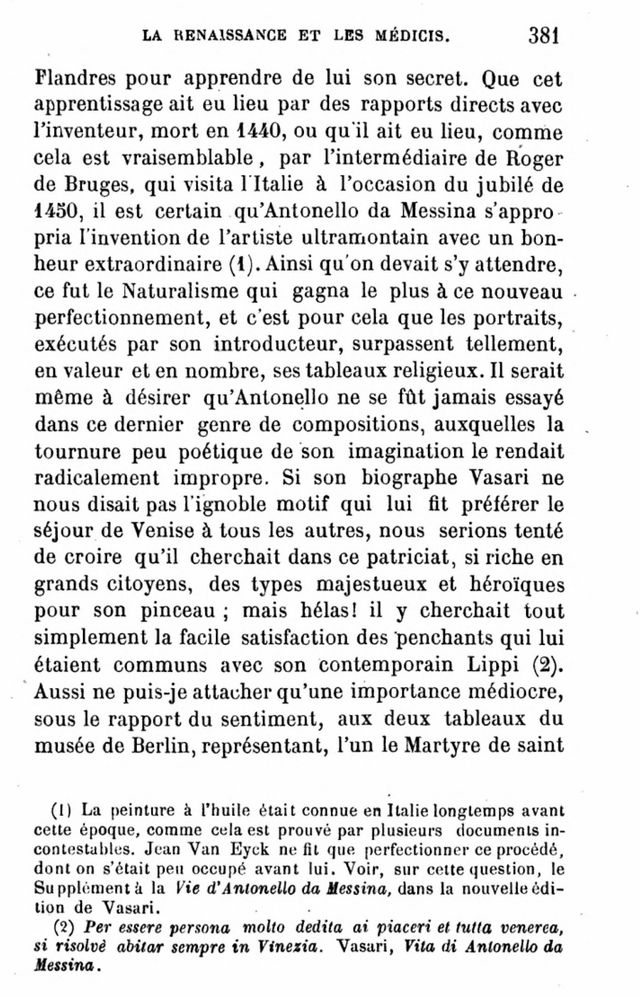 LA RENAISSANCE ET LES MÉDICIS. 381
Flandres pour apprendre de lui son secret. Que cet
apprentissage ait eu lieu par des rapports directs avec
l'inventeur, mort en 1440, ou qu'il ait eu lieu, comme
cela est vraisemblable, par l'intermédiaire de Roger
de Bruges, qui visita l'Italie à l'occasion du jubilé de
1450, il est certain qu'Antonello da Messina s'appro-
pria l'invention de l'artiste ultramontain avec un bon-
heur extraordinaire (1). Ainsi qu'on devait s'y attendre,
ce fut le Naturalisme qui gagna le plus à ce nouveau
perfectionnement, et c'est pour cela que les portraits,
exécutés par son introducteur, surpassent tellement,
en valeur et en nombre, ses tableaux religieux. Il serait
même à désirer qu'Antonello ne se fût jamais essayé
dans ce dernier genre de compositions, auxquelles la
tournure peu poétique de son imagination le rendait
radicalement impropre. Si son biographe Vasari ne
nous disait pas l'ignoble motif qui lui fit préférer le
séjour de Venise à tous les autres, nous serions tenté
de croire qu'il cherchait dans ce patriciat, si riche en
grands citoyens, des types majestueux et héroïques
pour son pinceau ; mais hélas! il y cherchait tout
simplement la facile satisfaction des penchants qui lui
étaient communs avec son contemporain Lippi (2).
Aussi ne puis-je attacher qu'une importance médiocre,
sous le rapport du sentiment, aux deux tableaux du
musée de Berlin, représentant, l'un le Martyre de saint
(1) La peinture à l'huile était connue en Italie longtemps avant
cette époque, comme cela est prouvé par plusieurs documents in-
contestables. Jean Van Eyck ne fit que perfectionner ce procédé,
dont on s'était peu occupé avant lui. Voir, sur cette question, le
Supplément à la Vie d'Antonello da Messina, dans la nouvelle édi-
tion de Vasari.
(2) Per essere persona molto dedita ai piaceri et tutta venerea,
si risolvè abitar sempre in Vinezia. Vasari, Vita di Antonello da
Messina.